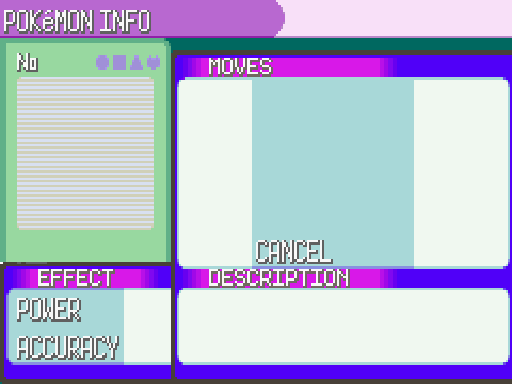 POKéMON INFO
No
MOVES
CANCEL
EFFECT
DESCRIPTION
POWER
ACCURACY